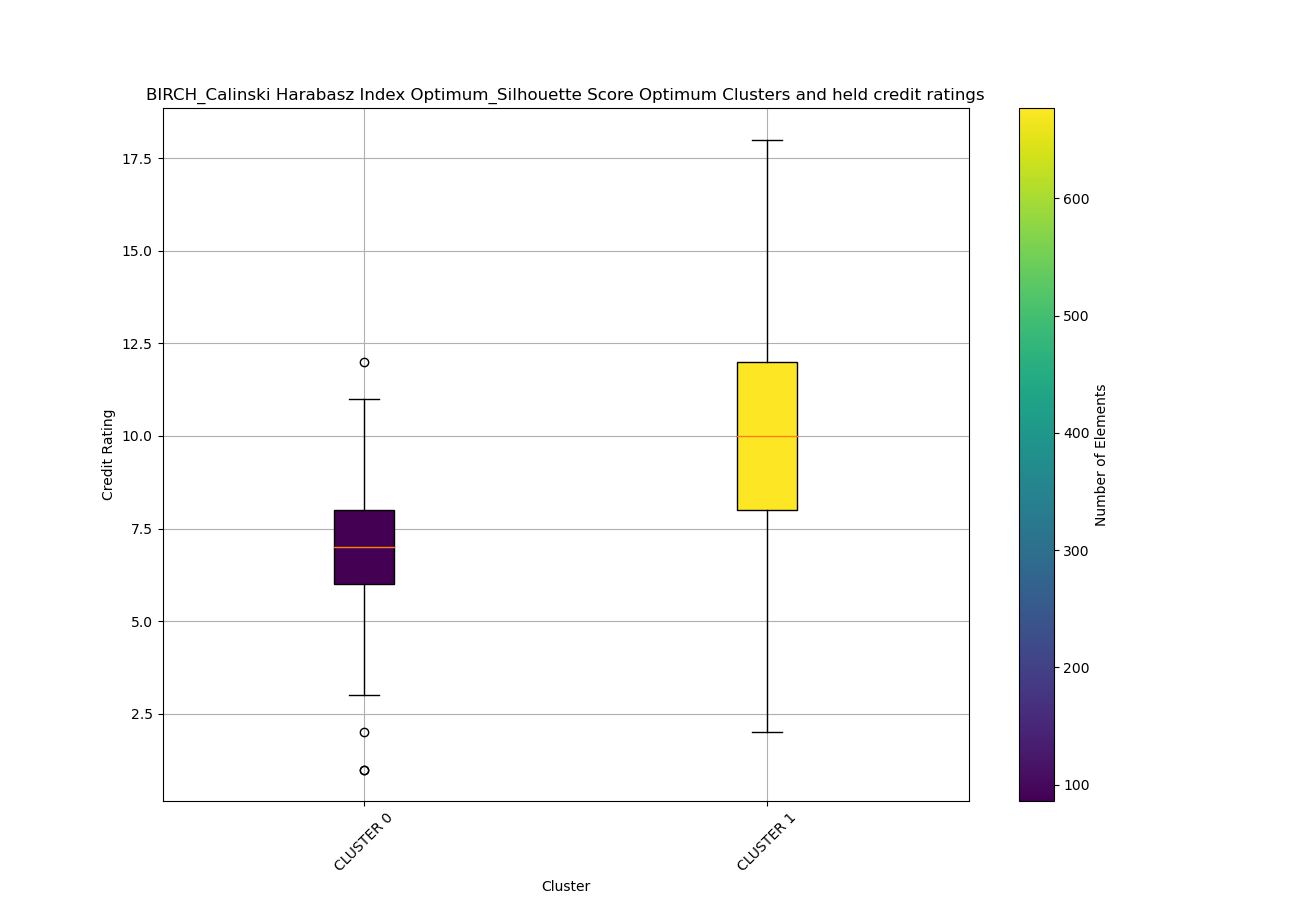 BIRCH_Calinski Harabasz Index Optimum_Silhouette Score Optimum Clusters and held credit ratings
17.5
15.0
12.5
10.0
7.5
5.0
2.5
Credit Rating
CLUSTER 0
CLUSTER 1
Cluster
600
500
400
300
200
100
Number of Elements